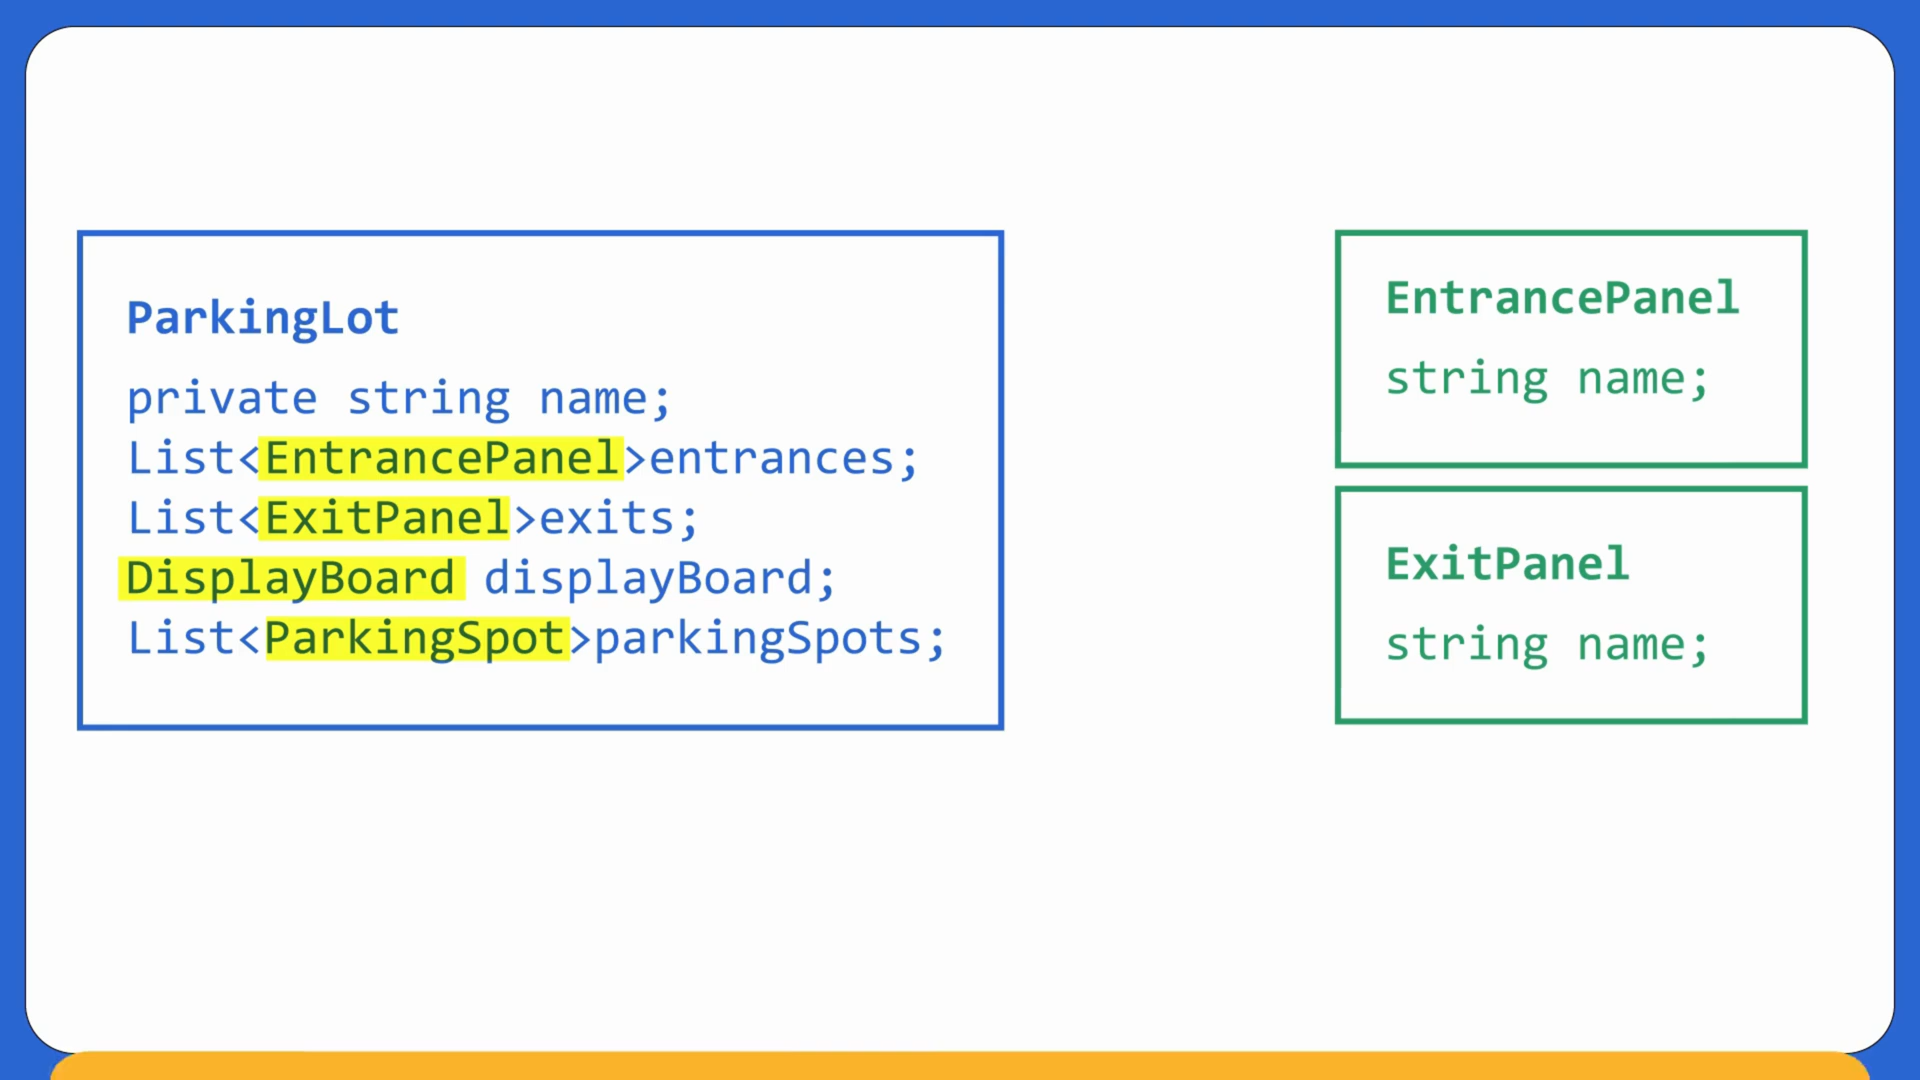 ParkingLot
private string name;
List<EntrancePanel>entrances;
List<ExitPanel>exits;
DisplayBoard displayBoard;
List<ParkingSpot>parkingSpots;
EntrancePanel
string name;
ExitPanel
string name;